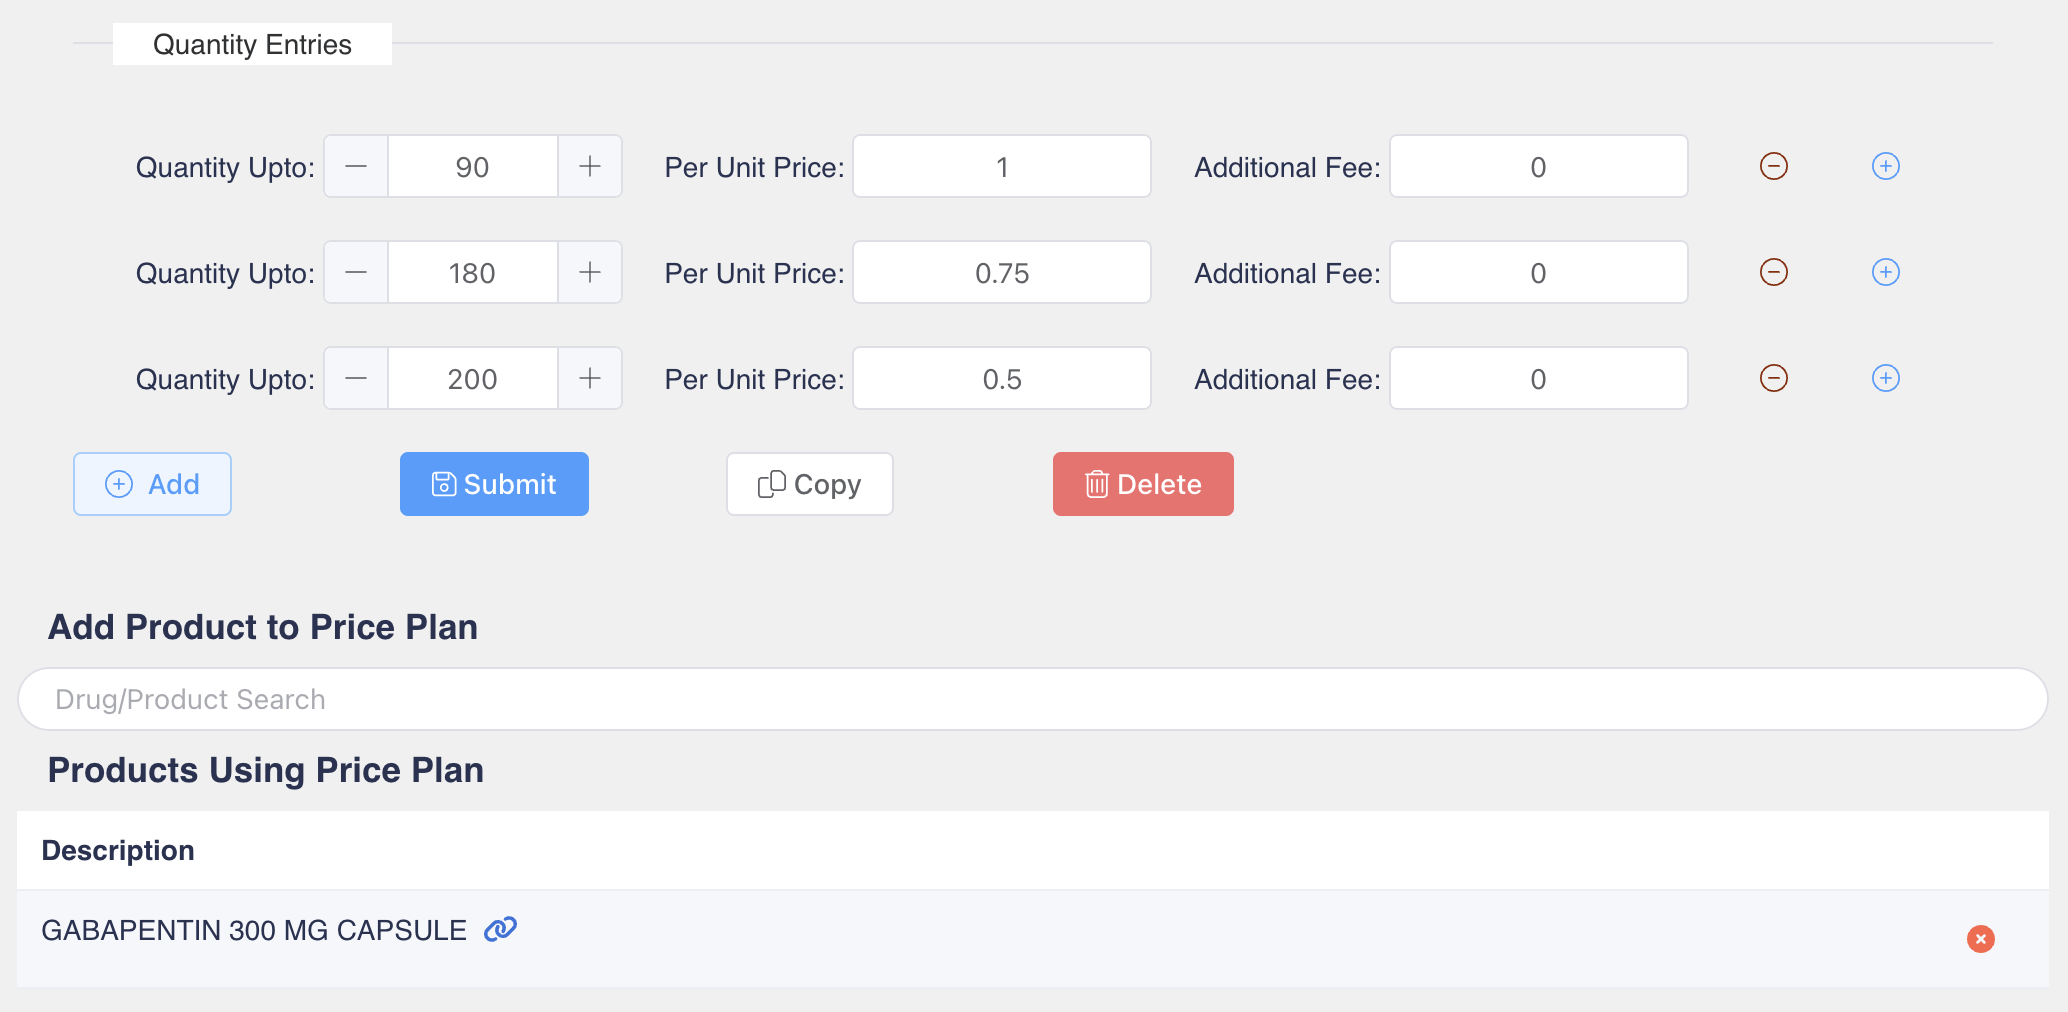 Quantity Entries
Quantity Upto: 90 Per Unit Price: 1 Additional Fee: 0
Quantity Upto: 180 Per Unit Price: 0.75 Additional Fee: 0
Quantity Upto: 200 Per Unit Price: 0.5 Additional Fee: 0
Add Submit Copy Delete
Add Product to Price Plan
Drug/Product Search
Products Using Price Plan
Description
GABAPENTIN 300 MG CAPSULE